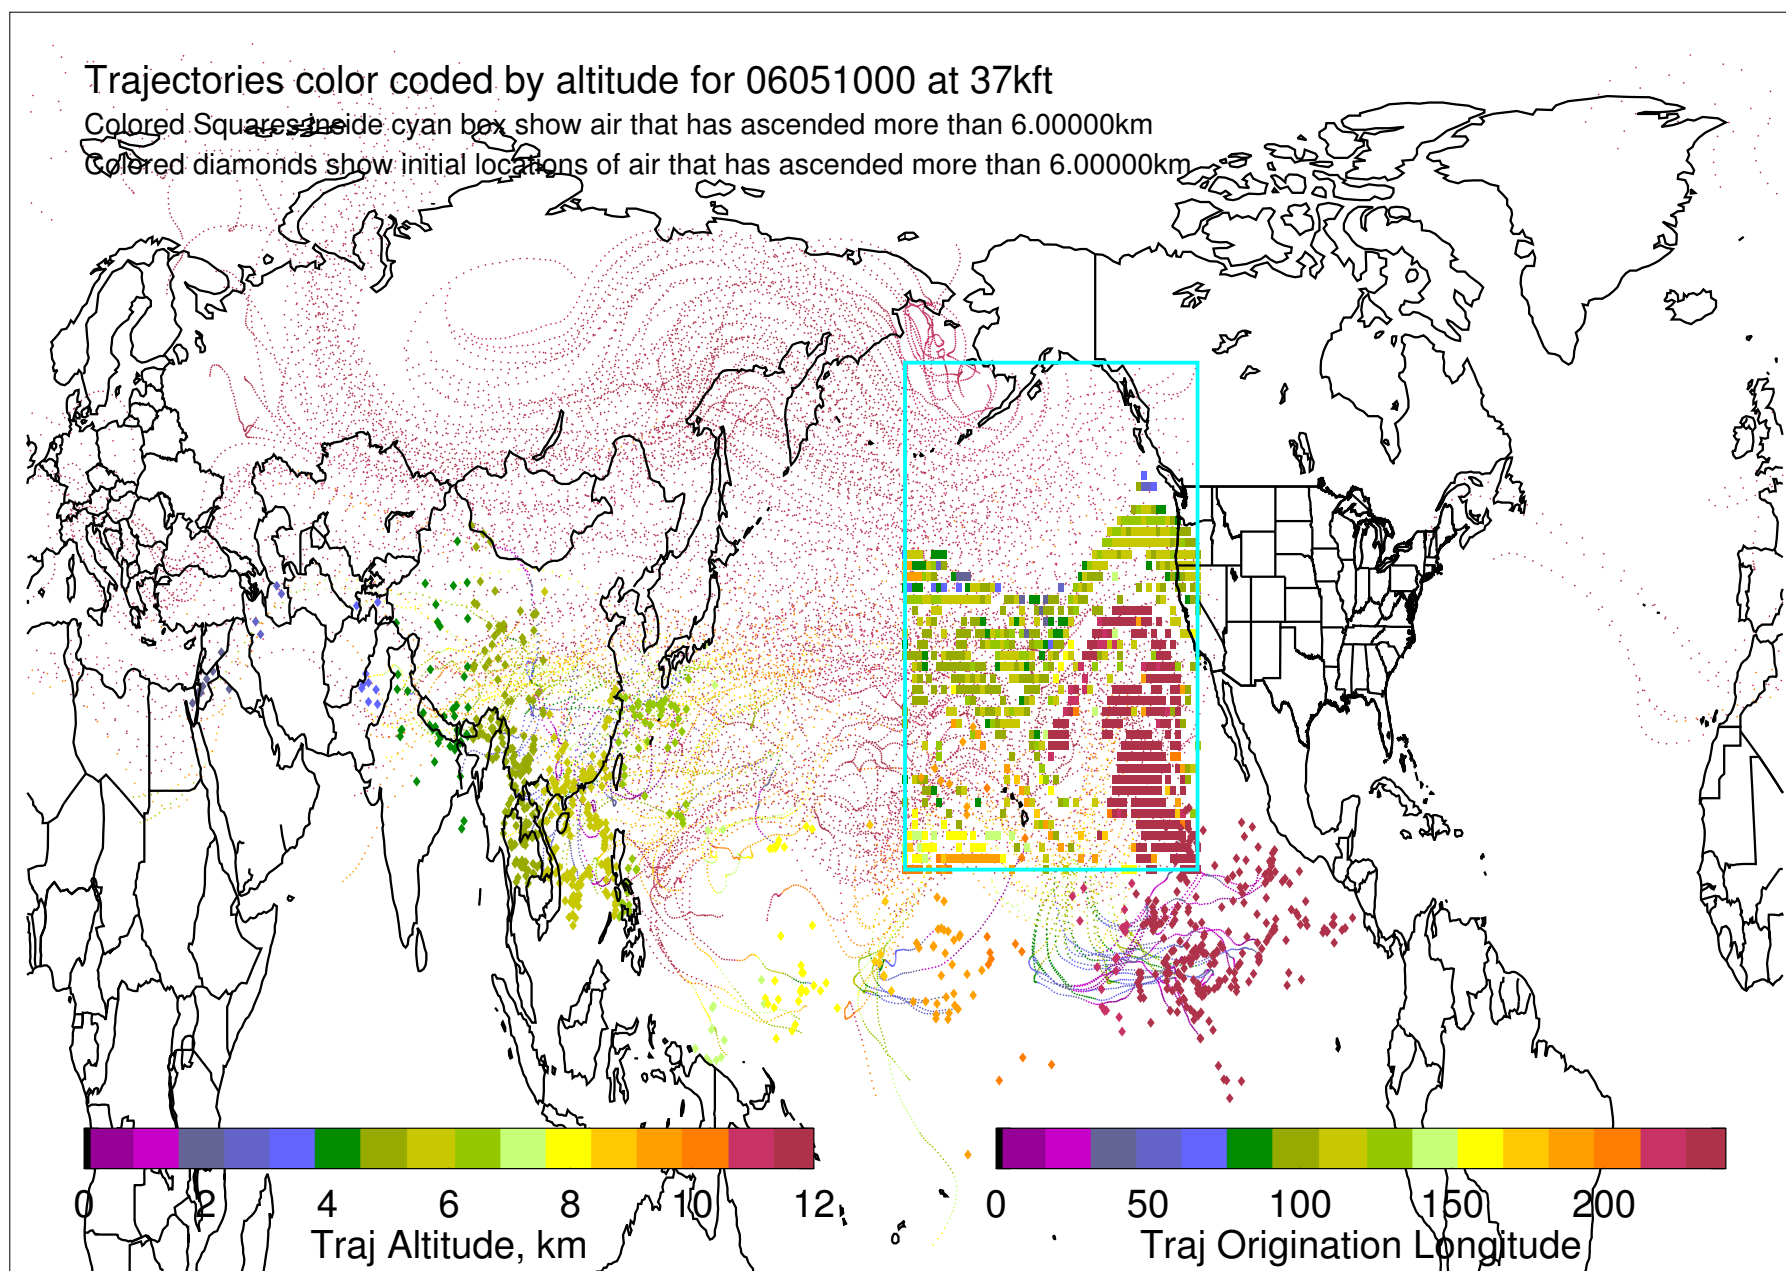 Trajectories color coded by altitude for 06051000 at 37kft
Colored Squares inside cyan box show air that has ascended more than 6.00000km
Colored diamonds show initial locations of air that has ascended more than 6.00000km
0 2 4 6 8 10 12
Traj Altitude, km
0 50 100 150 200
Traj Origination Longitude